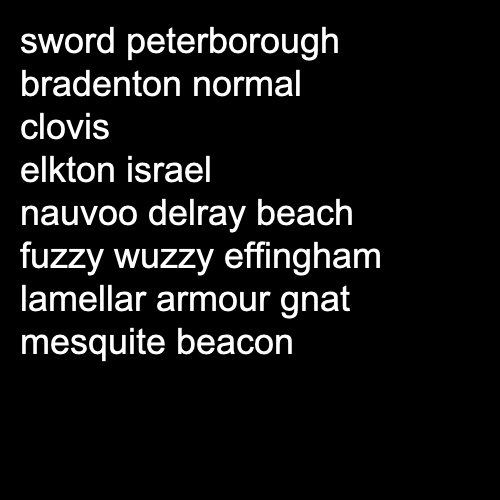 sword peterborough
bradenton normal
clovis
elkton israel
nauvoo delray beach
fuzzy wuzzy effingham
lamellar armour gnat
mesquite beacon